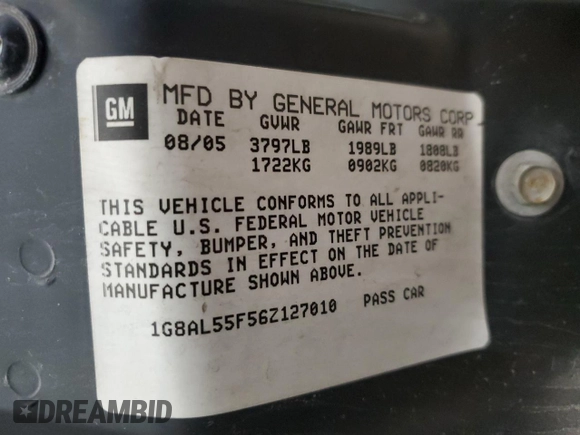 GM
MFD BY GENERAL MOTORS CORP
DATE GVWR GAWR FRT GAWR RR
08/05 3797LB 1989LB 1808LB
1722KG 0902KG 0820KG
THIS VEHICLE CONFORMS TO ALL APPLI-
CABLE U.S. FEDERAL MOTOR VEHICLE
SAFETY, BUMPER, AND THEFT PREVENTION
STANDARDS IN EFFECT ON THE DATE OF
MANUFACTURE SHOWN ABOVE.
1G8AL55F56Z127010 PASS CAR
DREAMBID